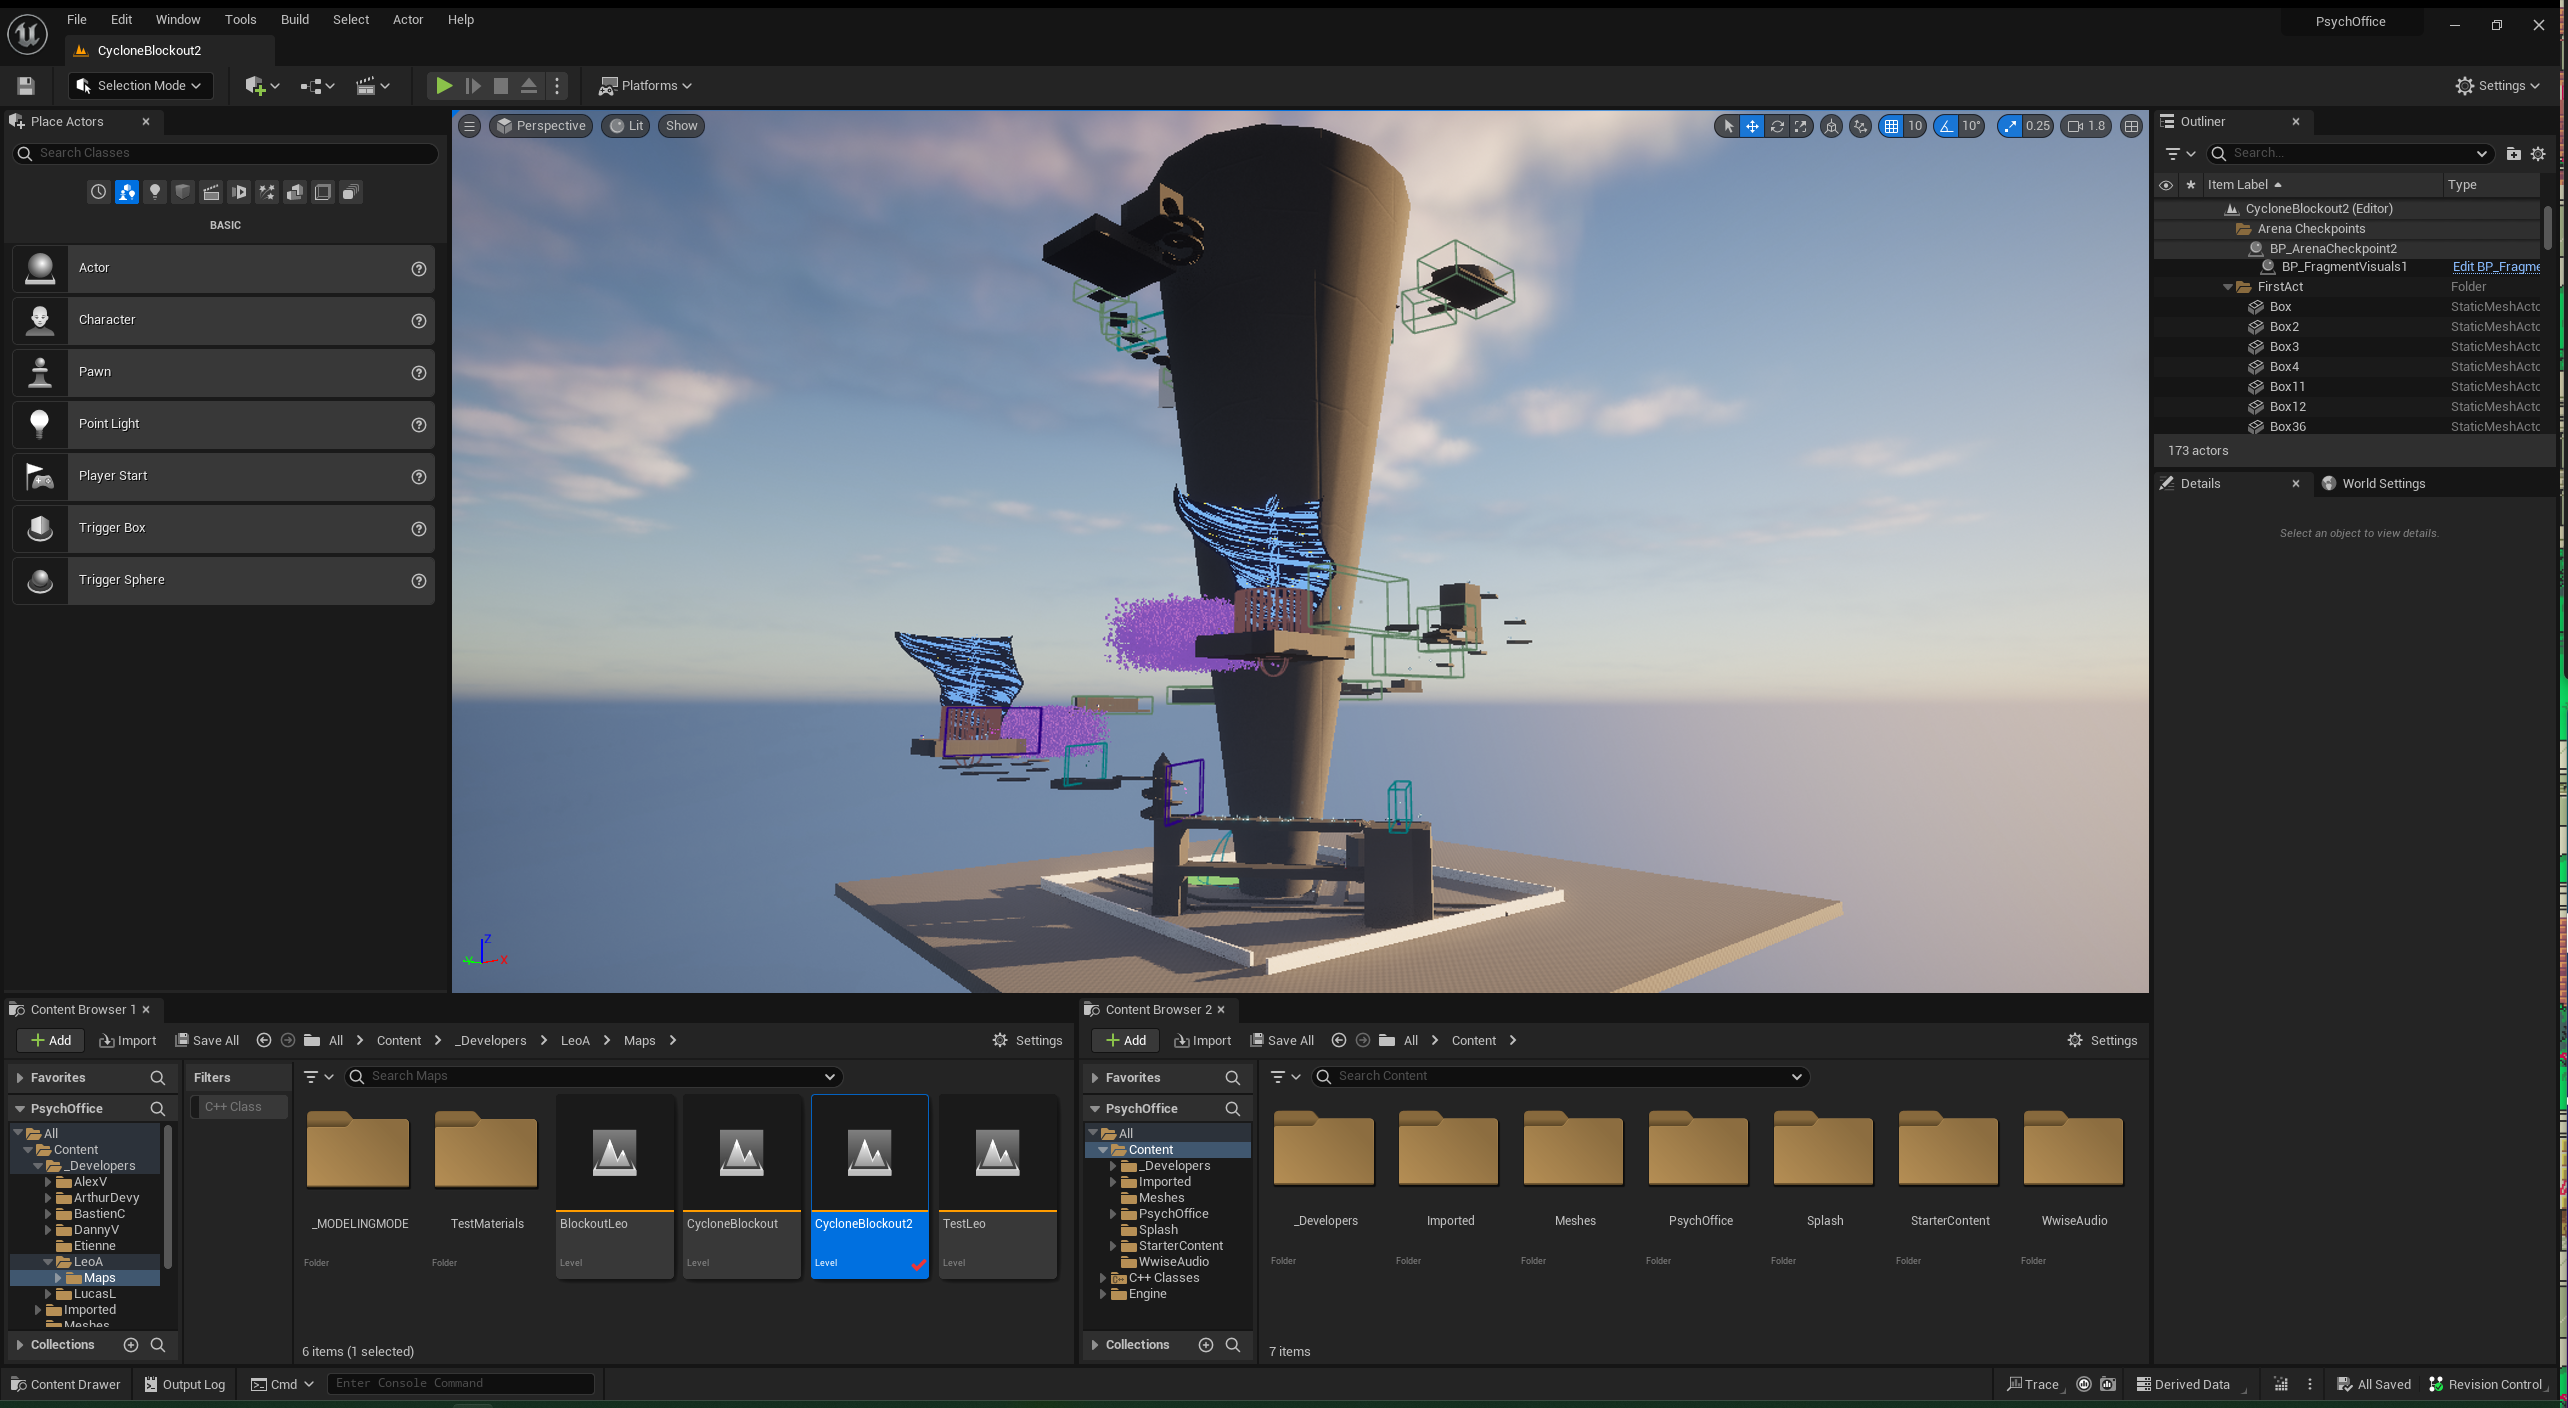 File Edit Window Tools Build Select Actor Help
PsychOffice
CycloneBlockout2
Selection Mode
Platforms
Settings
Place Actors
Search Classes
BASIC
Actor
Character
Pawn
Point Light
Player Start
Trigger Box
Trigger Sphere
Perspective Lit Show
10 10° 0.25 1.8
Z
Y X
Outliner
Search...
Item Label Type
CycloneBlockout2 (Editor)
Arena Checkpoints
BP_ArenaCheckpoint2
BP_FragmentVisuals1 Edit BP_Fragme
FirstAct Folder
Box StaticMeshActo
Box2 StaticMeshActo
Box3 StaticMeshActo
Box4 StaticMeshActo
Box11 StaticMeshActo
Box12 StaticMeshActo
Box36 StaticMeshActo
173 actors
Details World Settings
Select an object to view details.
Content Browser 1
Add Import Save All All Content _Developers LeoA Maps Settings
Favorites
PsychOffice
All
Content
_Developers
AlexV
ArthurDevy
BastienC
DannyV
Etienne
LeoA
Maps
LucasL
Imported
Meshes
Collections
Filters
C++ Class
Search Maps
_MODELINGMODE TestMaterials BlockoutLeo CycloneBlockout CycloneBlockout2 TestLeo
Folder Folder Level Level Level Level
6 items (1 selected)
Content Browser 2
Add Import Save All All Content Settings
Favorites
PsychOffice
All
Content
_Developers
Imported
Meshes
PsychOffice
Splash
StarterContent
WwiseAudio
C++ Classes
Engine
Collections
Search Content
_Developers Imported Meshes PsychOffice Splash StarterContent WwiseAudio
Folder Folder Folder Folder Folder Folder Folder
7 items
Content Drawer Output Log Cmd Enter Console Command Trace Derived Data All Saved Revision Control